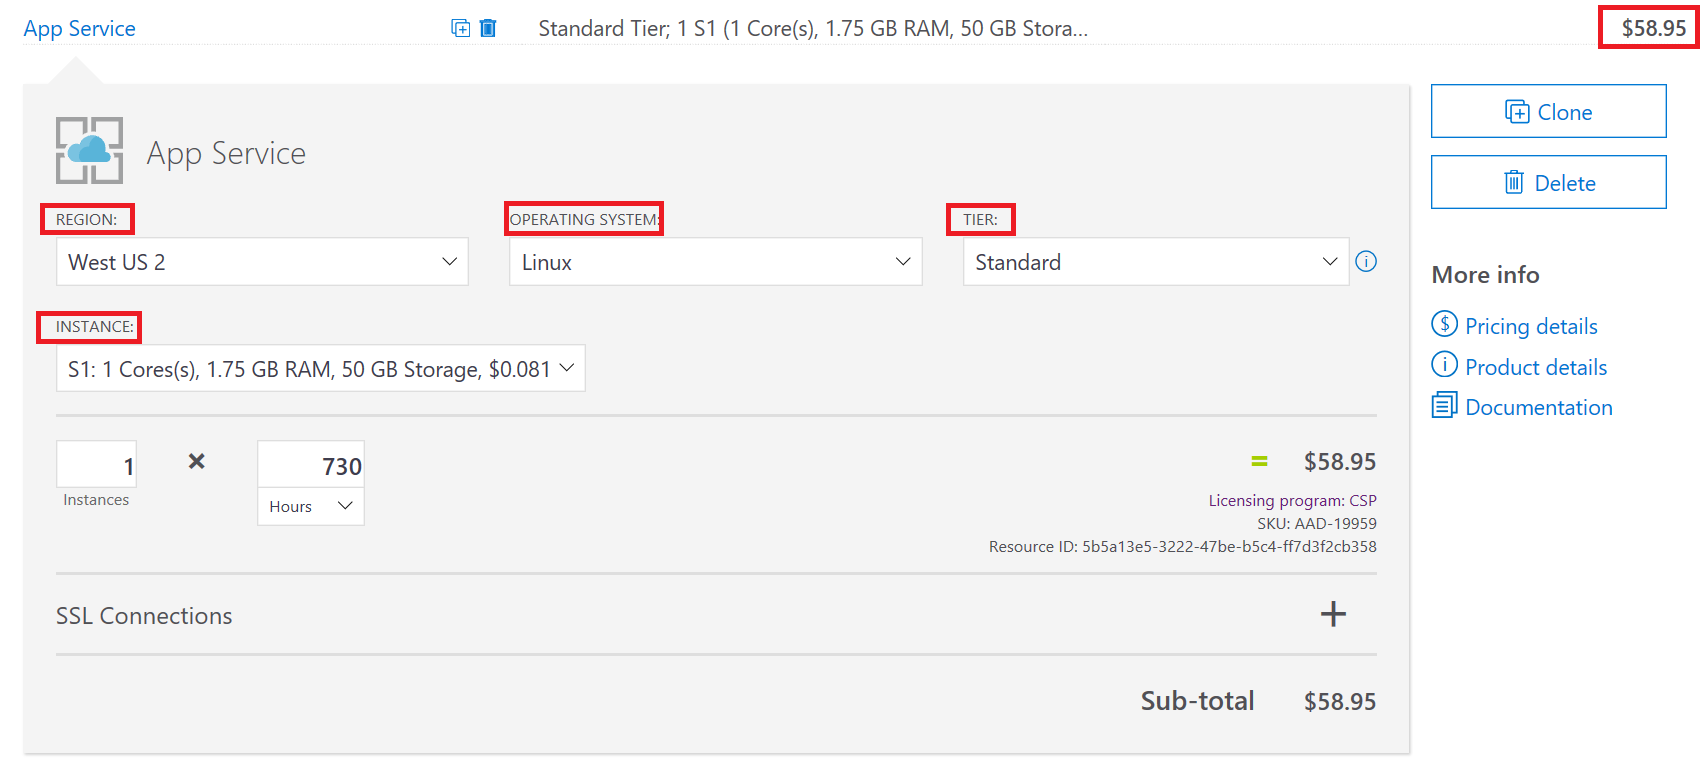 App Service
Standard Tier; 1 S1 (1 Core(s), 1.75 GB RAM, 50 GB Stora...
$58.95
App Service
Clone
Delete
REGION:
OPERATING SYSTEM:
TIER:
West US 2
Linux
Standard
More info
Pricing details
Product details
Documentation
INSTANCE:
S1: 1 Cores(s), 1.75 GB RAM, 50 GB Storage, $0.081
1
×
730
= $58.95
Instances
Hours
Licensing program: CSP
SKU: AAD-19959
Resource ID: 5b5a13e5-3222-47be-b5c4-ff7d3f2cb358
SSL Connections
+
Sub-total $58.95